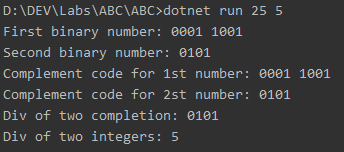 D:\DEV\Labs\ABC\ABC>dotnet run 25 5
First binary number: 0001 1001
Second binary number: 0101
Complement code for 1st number: 0001 1001
Complement code for 2st number: 0101
Div of two completion: 0101
Div of two integers: 5